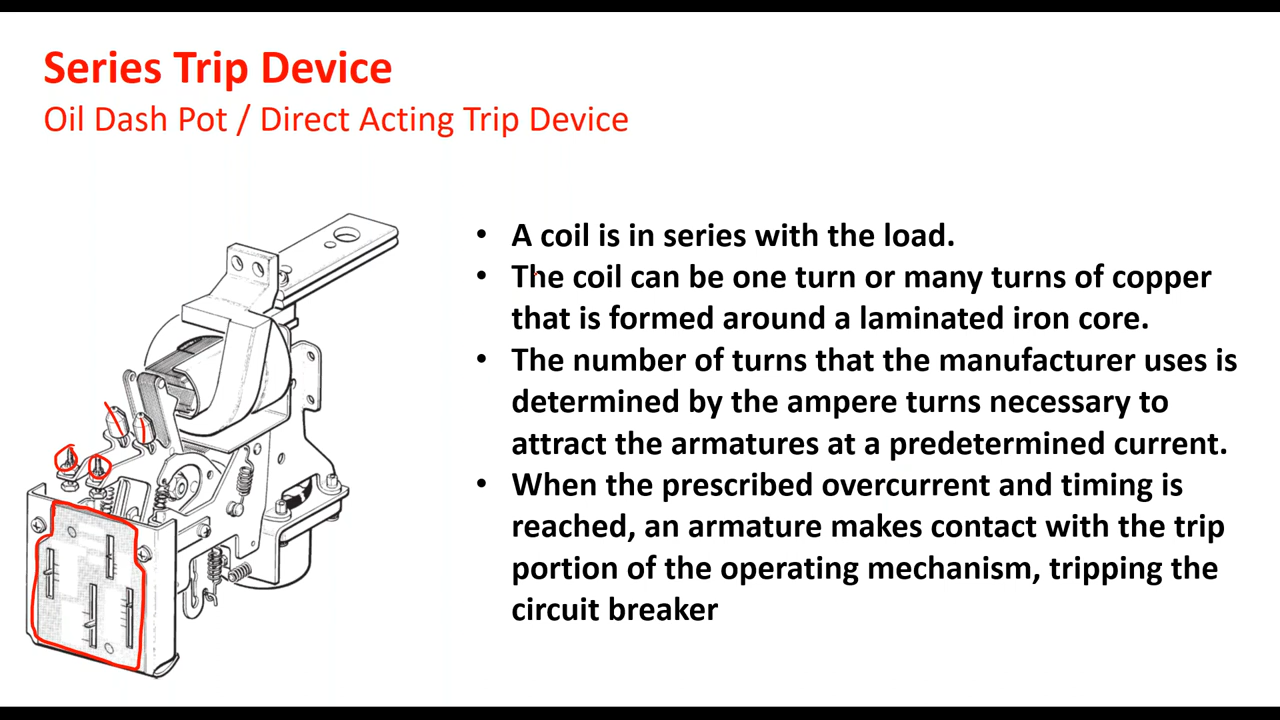 Series Trip Device
Oil Dash Pot / Direct Acting Trip Device
• A coil is in series with the load.
• The coil can be one turn or many turns of copper
that is formed around a laminated iron core.
• The number of turns that the manufacturer uses is
determined by the ampere turns necessary to
attract the armatures at a predetermined current.
• When the prescribed overcurrent and timing is
reached, an armature makes contact with the trip
portion of the operating mechanism, tripping the
circuit breaker